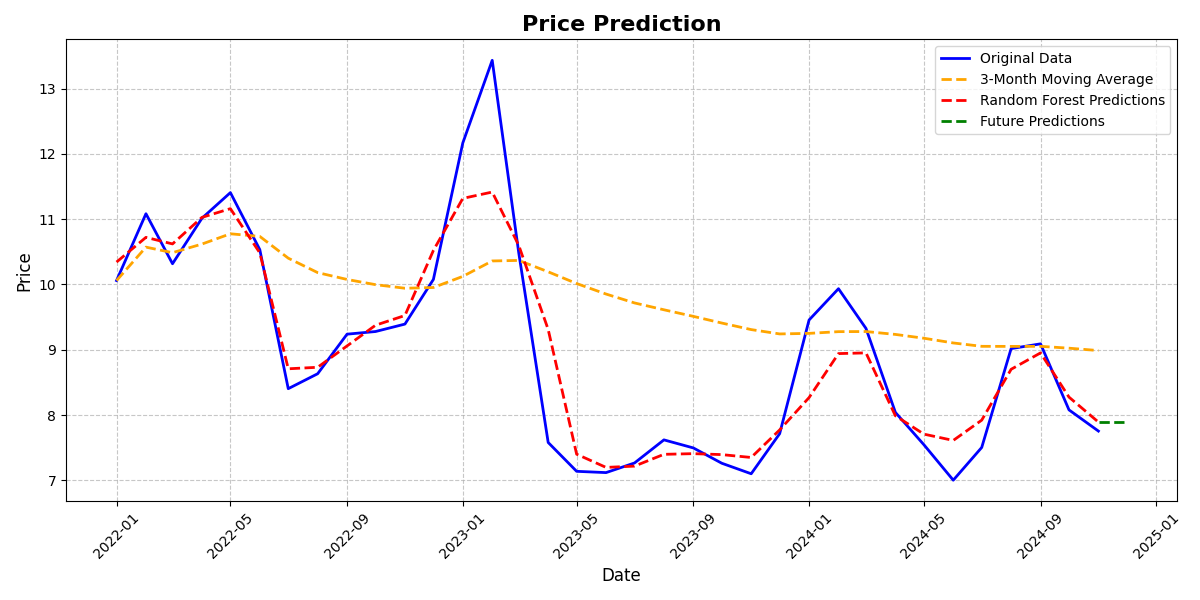 Price Prediction
Original Data
3-Month Moving Average
Random Forest Predictions
Future Predictions
Price
13
12
11
10
9
8
7
2022-01
2022-05
2022-09
2023-01
2023-05
2023-09
2024-01
2024-05
2024-09
2025-01
Date